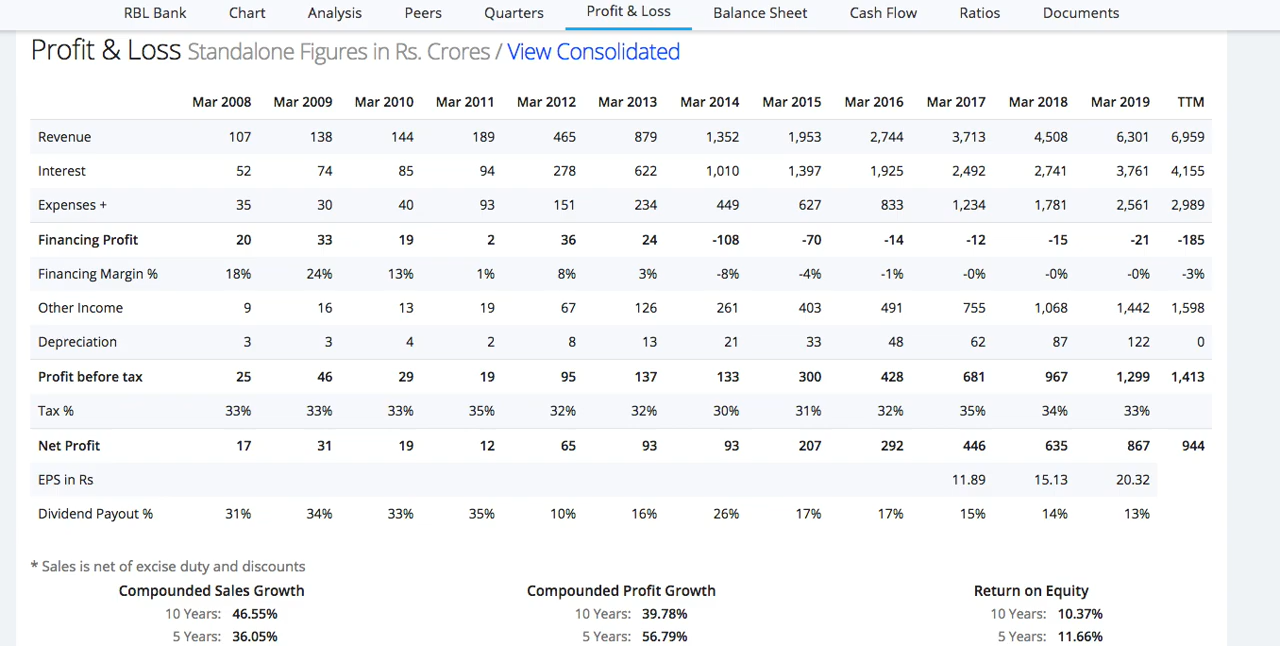 RBL Bank Chart Analysis Peers Quarters Profit & Loss Balance Sheet Cash Flow Ratios Documents
Profit & Loss Standalone Figures in Rs. Crores / View Consolidated
Mar 2008 Mar 2009 Mar 2010 Mar 2011 Mar 2012 Mar 2013 Mar 2014 Mar 2015 Mar 2016 Mar 2017 Mar 2018 Mar 2019 TTM
Revenue 107 138 144 189 465 879 1,352 1,953 2,744 3,713 4,508 6,301 6,959
Interest 52 74 85 94 278 622 1,010 1,397 1,925 2,492 2,741 3,761 4,155
Expenses + 35 30 40 93 151 234 449 627 833 1,234 1,781 2,561 2,989
Financing Profit 20 33 19 2 36 24 -108 -70 -14 -12 -15 -21 -185
Financing Margin % 18% 24% 13% 1% 8% 3% -8% -4% -1% -0% -0% -0% -3%
Other Income 9 16 13 19 67 126 261 403 491 755 1,068 1,442 1,598
Depreciation 3 3 4 2 8 13 21 33 48 62 87 122 0
Profit before tax 25 46 29 19 95 137 133 300 428 681 967 1,299 1,413
Tax % 33% 33% 33% 35% 32% 32% 30% 31% 32% 35% 34% 33%
Net Profit 17 31 19 12 65 93 93 207 292 446 635 867 944
EPS in Rs 11.89 15.13 20.32
Dividend Payout % 31% 34% 33% 35% 10% 16% 26% 17% 17% 15% 14% 13%
* Sales is net of excise duty and discounts
Compounded Sales Growth Compounded Profit Growth Return on Equity
10 Years: 46.55% 10 Years: 39.78% 10 Years: 10.37%
5 Years: 36.05% 5 Years: 56.79% 5 Years: 11.66%